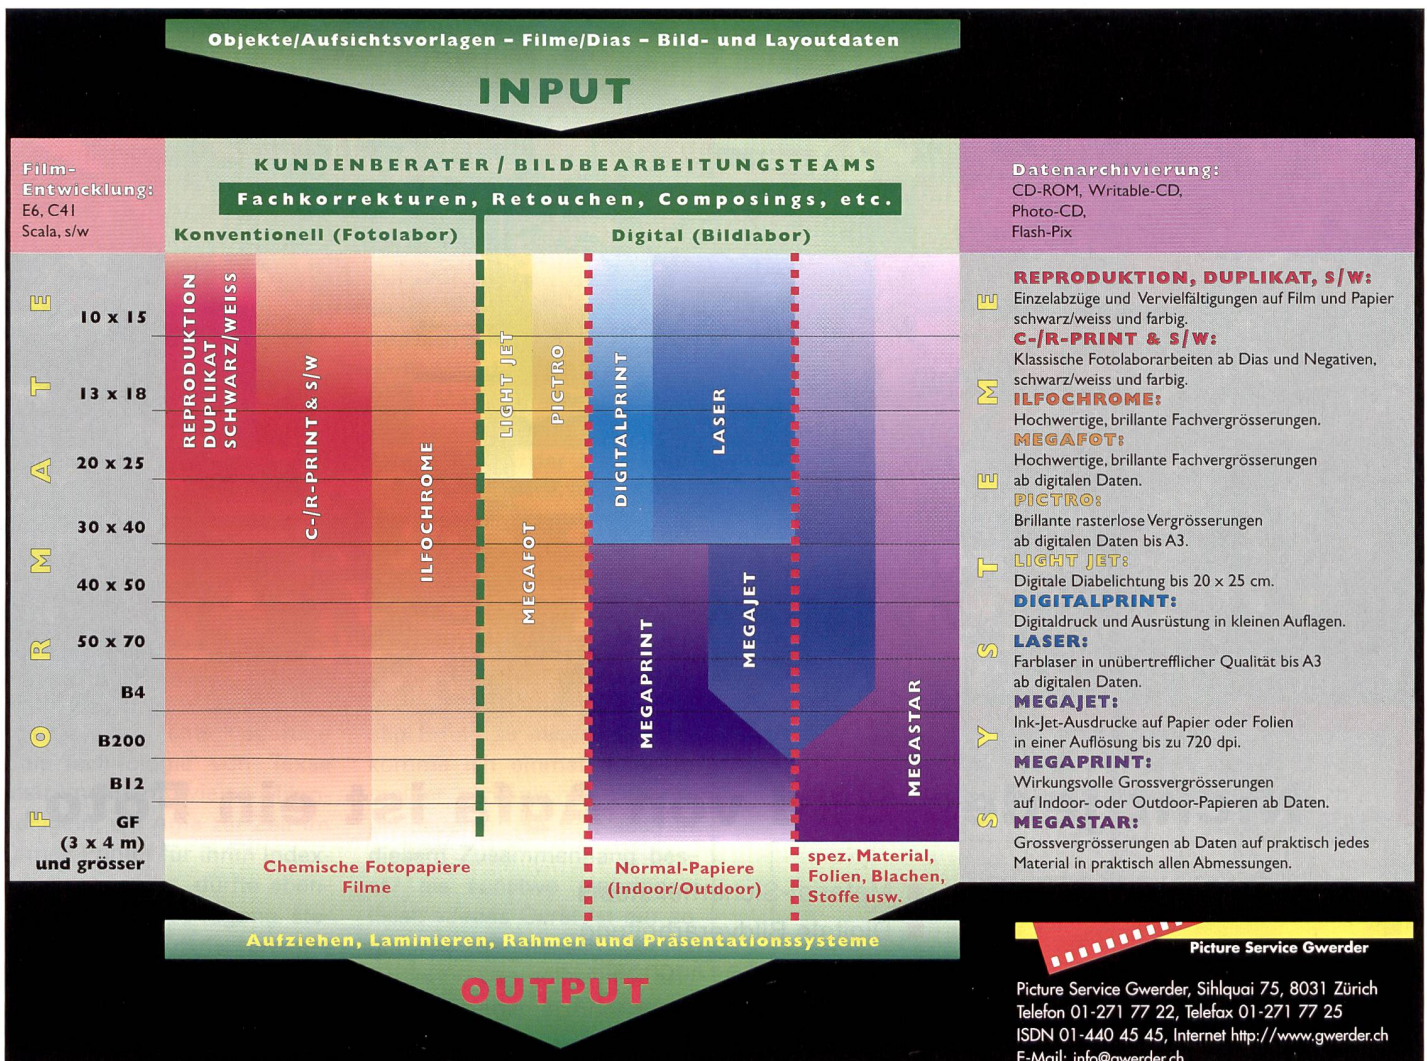 Objekte/Aufsichtsvorlagen – Filme/Dias – Bild- und Layoutdaten
INPUT
Film-
Entwicklung:
E6, C41
Scala, s/w
KUNDENBERATER / BILDBEARBEITUNGSTEAMS
Fachkorrekturen, Retouchen, Composings, etc.
Konventionell (Fotolabor)
Digital (Bildlabor)
Datenarchivierung:
CD-ROM, Writable-CD,
Photo-CD,
Flash-Pix
FORMATE
10 x 15
13 x 18
20 x 25
30 x 40
40 x 50
50 x 70
B4
B200
B12
GF
(3 x 4 m)
und grösser
REPRODUKTION
DUPLIKAT
SCHWARZ/WEISS
C-/R-PRINT & S/W
ILFOCHROME
LIGHT JET
PICTRO
MEGAFOT
DIGITALPRINT
LASER
MEGAPRINT
MEGAJET
MEGASTAR
SYSTEME
REPRODUKTION, DUPLIKAT, S/W:
Einzelabzüge und Vervielfältigungen auf Film und Papier
schwarz/weiss und farbig.
C-/R-PRINT & S/W:
Klassische Fotolaborarbeiten ab Dias und Negativen,
schwarz/weiss und farbig.
ILFOCHROME:
Hochwertige, brillante Fachvergrösserungen.
MEGAFOT:
Hochwertige, brillante Fachvergrösserungen
ab digitalen Daten.
PICTRO:
Brillante rasterlose Vergrösserungen
ab digitalen Daten bis A3.
LIGHT JET:
Digitale Diabelichtung bis 20 x 25 cm.
DIGITALPRINT:
Digitaldruck und Ausrüstung in kleinen Auflagen.
LASER:
Farblaser in unübertrefflicher Qualität bis A3
ab digitalen Daten.
MEGAJET:
Ink-Jet-Ausdrucke auf Papier oder Folien
in einer Auflösung bis zu 720 dpi.
MEGAPRINT:
Wirkungsvolle Grossvergrösserungen
auf Indoor- oder Outdoor-Papieren ab Daten.
MEGASTAR:
Grossvergrösserungen ab Daten auf praktisch jedes
Material in praktisch allen Abmessungen.
Chemische Fotopapiere
Filme
Normal-Papiere
(Indoor/Outdoor)
spez. Material,
Folien, Blachen,
Stoffe usw.
Aufziehen, Laminieren, Rahmen und Präsentationssysteme
OUTPUT
Picture Service Gwerder
Picture Service Gwerder, Sihlquai 75, 8031 Zürich
Telefon 01-271 77 22, Telefax 01-271 77 25
ISDN 01-440 45 45, Internet http://www.gwerder.ch
E-Mail: info@gwerder.ch